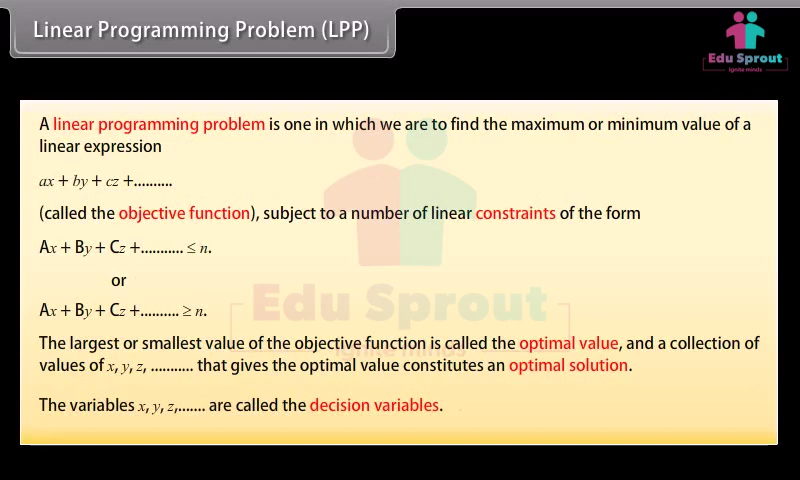 Linear Programming Problem (LPP)
Edu Sprout
Ignite minds
A linear programming problem is one in which we are to find the maximum or minimum value of a
linear expression
ax + by + cz +..........
(called the objective function), subject to a number of linear constraints of the form
Ax + By + Cz +........... ≤ n.
or
Ax + By + Cz +.......... ≥ n.
The largest or smallest value of the objective function is called the optimal value, and a collection of
values of x, y, z, ........... that gives the optimal value constitutes an optimal solution.
The variables x, y, z,....... are called the decision variables.
Edu Sprout
Ignite minds